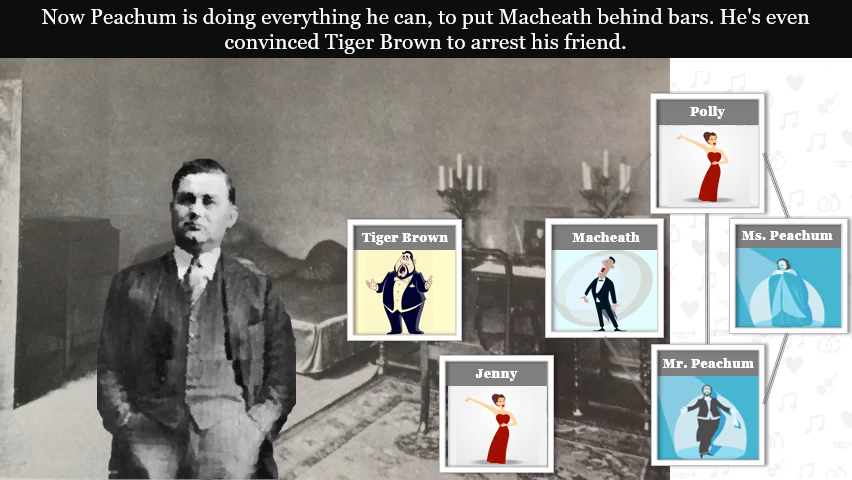 Now Peachum is doing everything he can, to put Macheath behind bars. He's even
convinced Tiger Brown to arrest his friend.
Polly
Tiger Brown
Macheath
Ms. Peachum
Jenny
Mr. Peachum